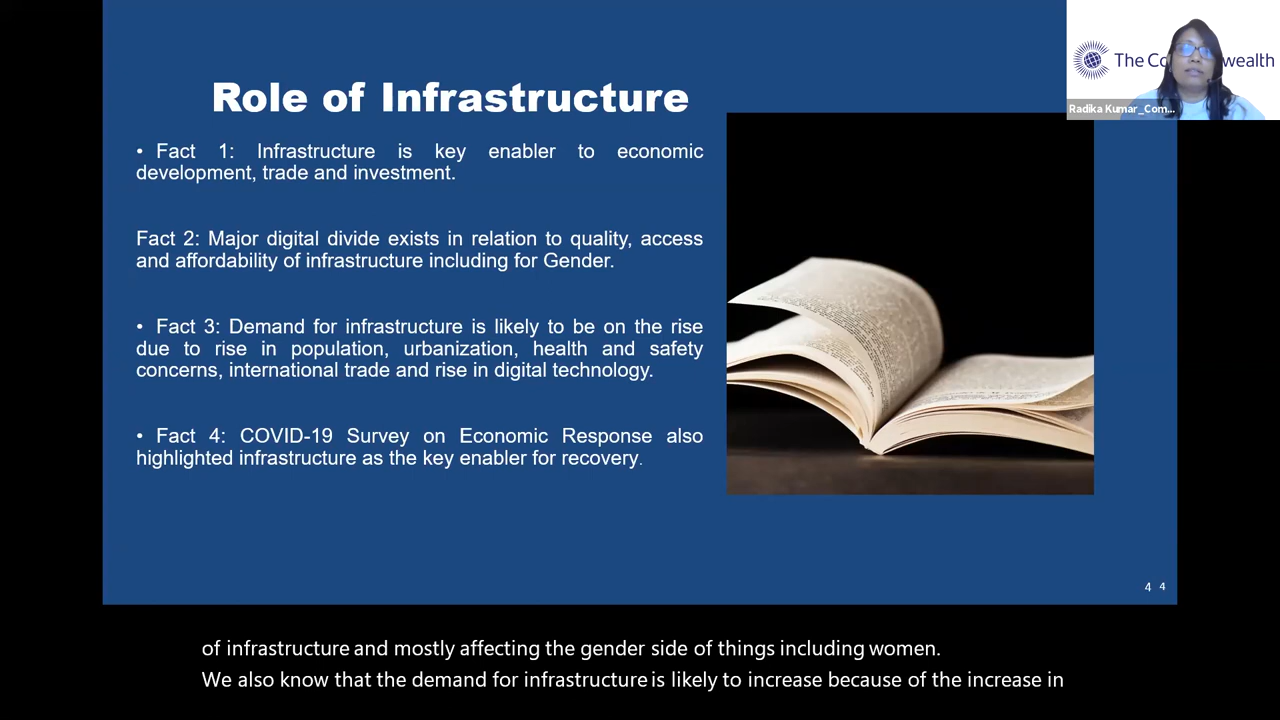 Role of Infrastructure
• Fact 1: Infrastructure is key enabler to economic
development, trade and investment.
Fact 2: Major digital divide exists in relation to quality, access
and affordability of infrastructure including for Gender.
• Fact 3: Demand for infrastructure is likely to be on the rise
due to rise in population, urbanization, health and safety
concerns, international trade and rise in digital technology.
• Fact 4: COVID-19 Survey on Economic Response also
highlighted infrastructure as the key enabler for recovery.
The Co wealth
Radika Kumar_Com...
4 4
of infrastructure and mostly affecting the gender side of things including women.
We also know that the demand for infrastructure is likely to increase because of the increase in